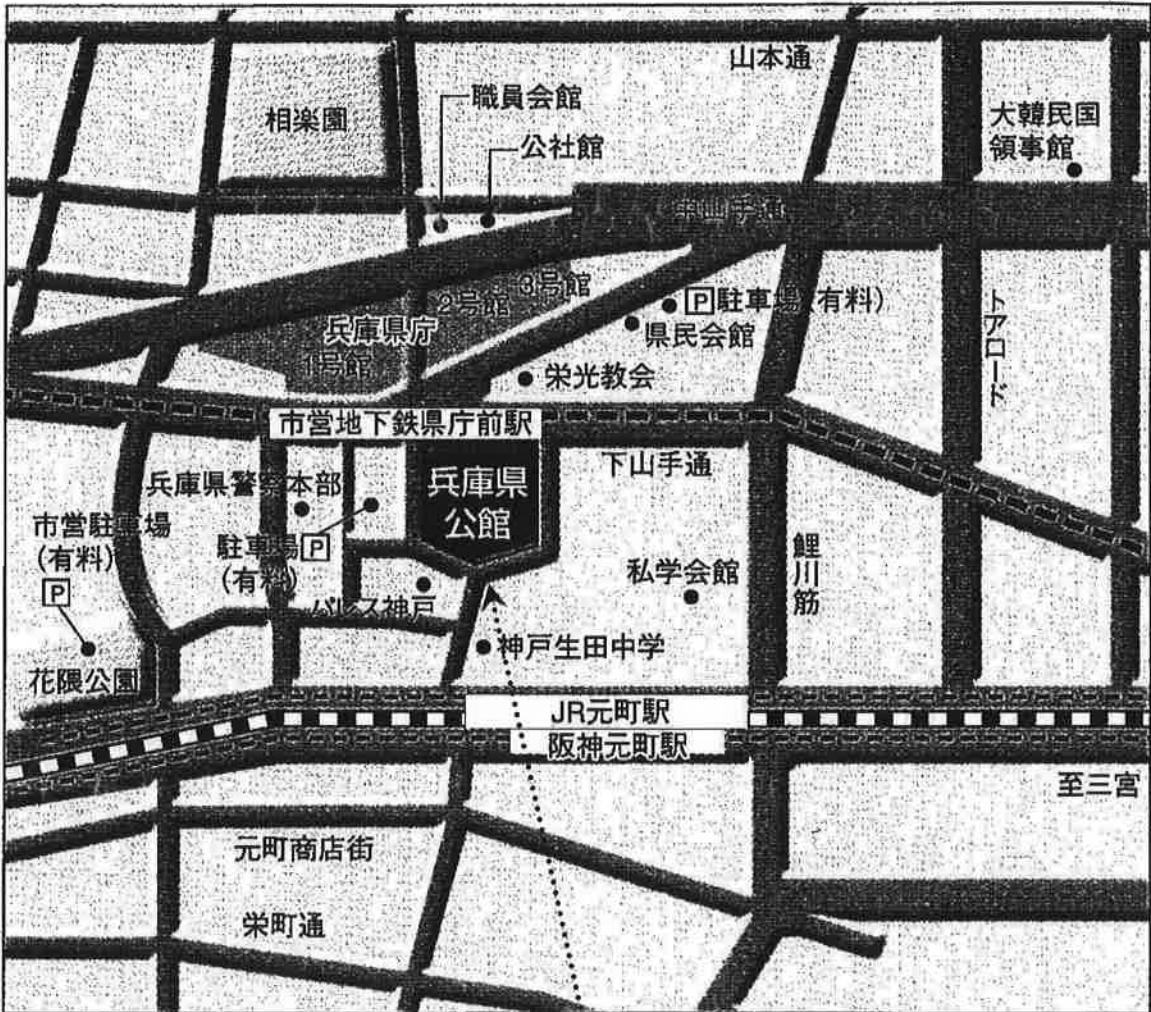 山本通
職員会館
相楽園
公社館
大韓民国
領事館
中山手通
3号館
2号館
P駐車場(有料)
兵庫県庁
県民会館
1号館
トアロード
栄光教会
市営地下鉄県庁前駅
下山手通
兵庫県警察本部
兵庫県
公館
市営駐車場
(有料)
P
駐車場P
(有料)
鯉川筋
私学会館
パレス神戸
神戸生田中学
花隈公園
JR元町駅
阪神元町駅
至三宮
元町商店街
栄町通